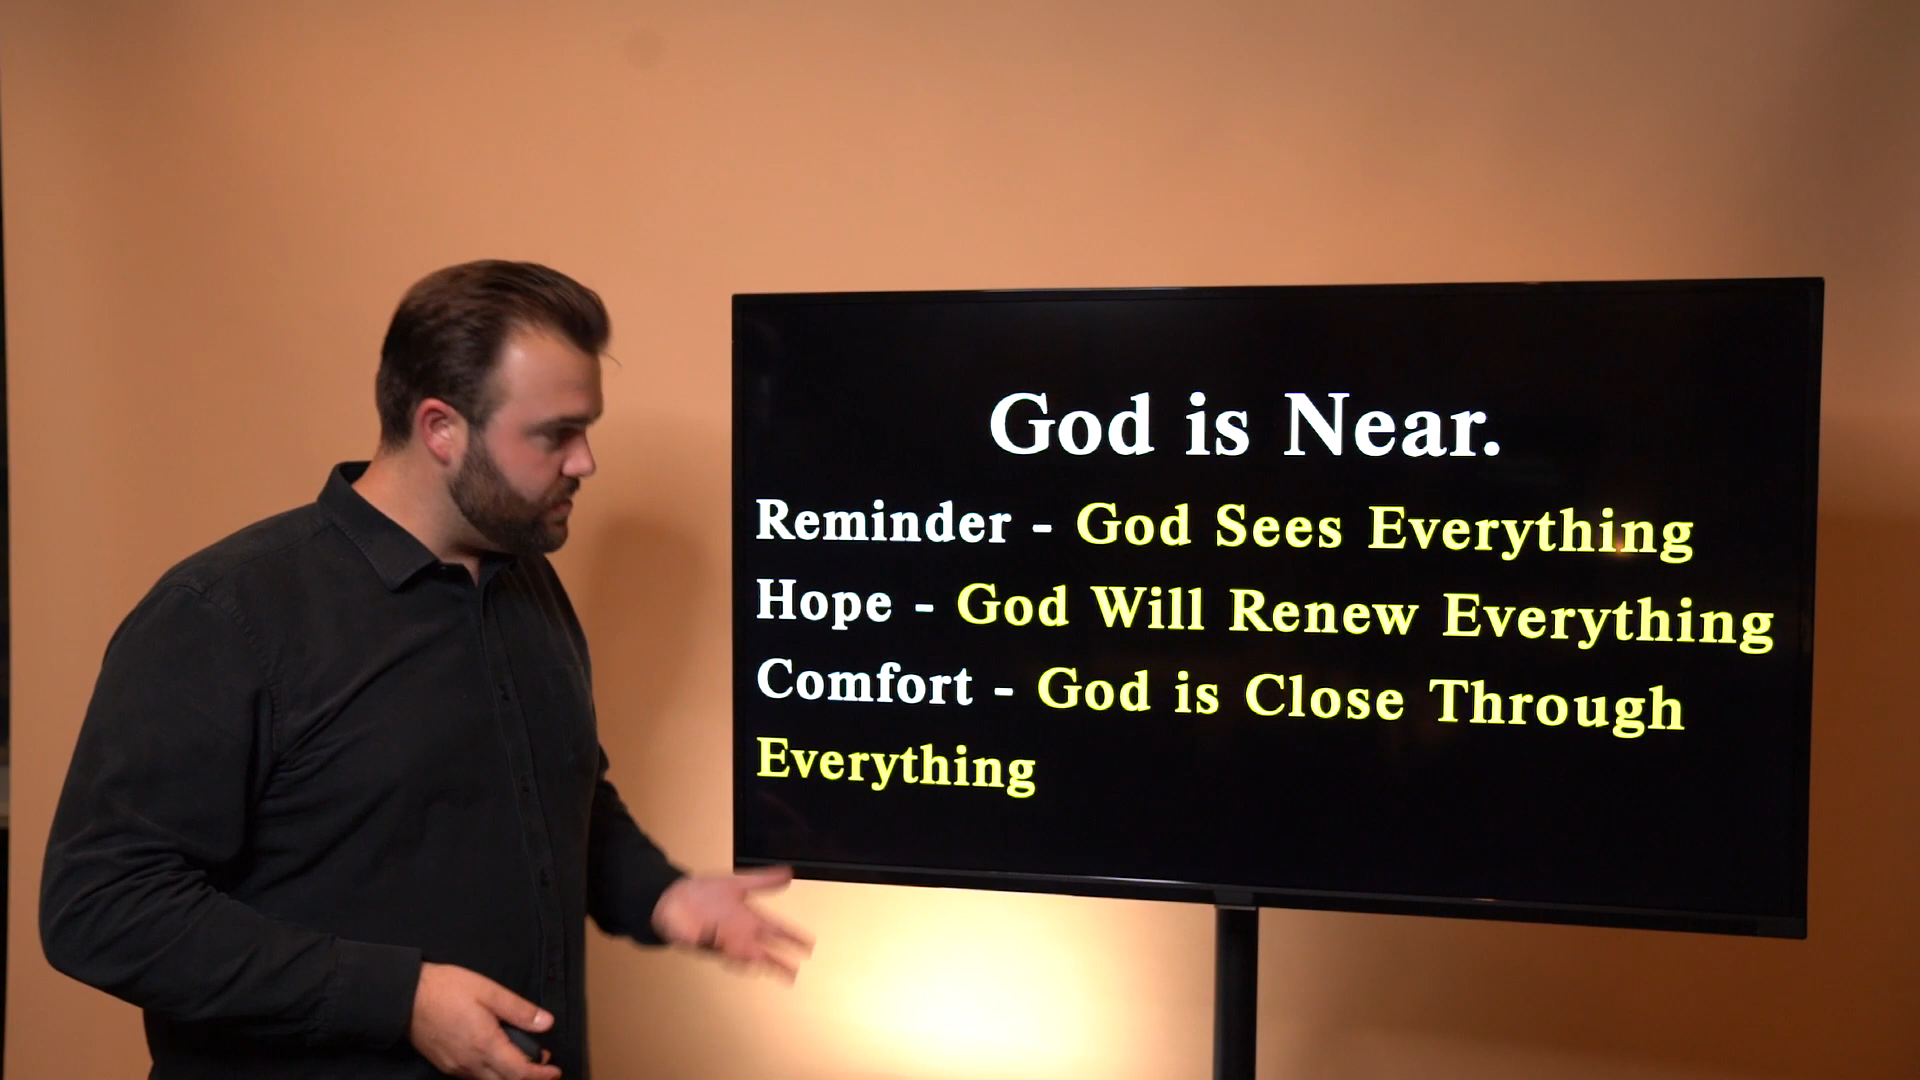 God is Near.
Reminder - God Sees Everything
Hope - God Will Renew Everything
Comfort - God is Close Through
Everything